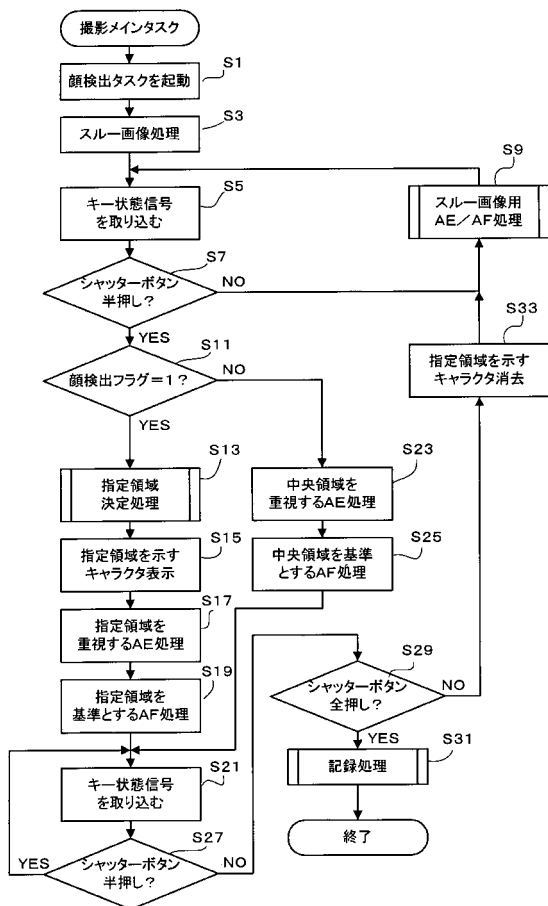 撮影メインタスク
S1
顔検出タスクを起動
S3
スルー画像処理
S5
キー状態信号
を取り込む
S7
シャッターボタン
半押し?
NO
YES
S9
スルー画像用
AE/AF処理
S33
指定領域を示す
キャラクタ消去
S11
顔検出フラグ=1?
NO
YES
S13
指定領域
決定処理
S15
指定領域を示す
キャラクタ表示
S17
指定領域を
重視するAE処理
S19
指定領域を
基準とするAF処理
S23
中央領域を
重視するAE処理
S25
中央領域を基準
とするAF処理
S21
キー状態信号
を取り込む
S27
シャッターボタン
半押し?
YES
NO
S29
シャッターボタン
全押し?
NO
YES
S31
記録処理
終了